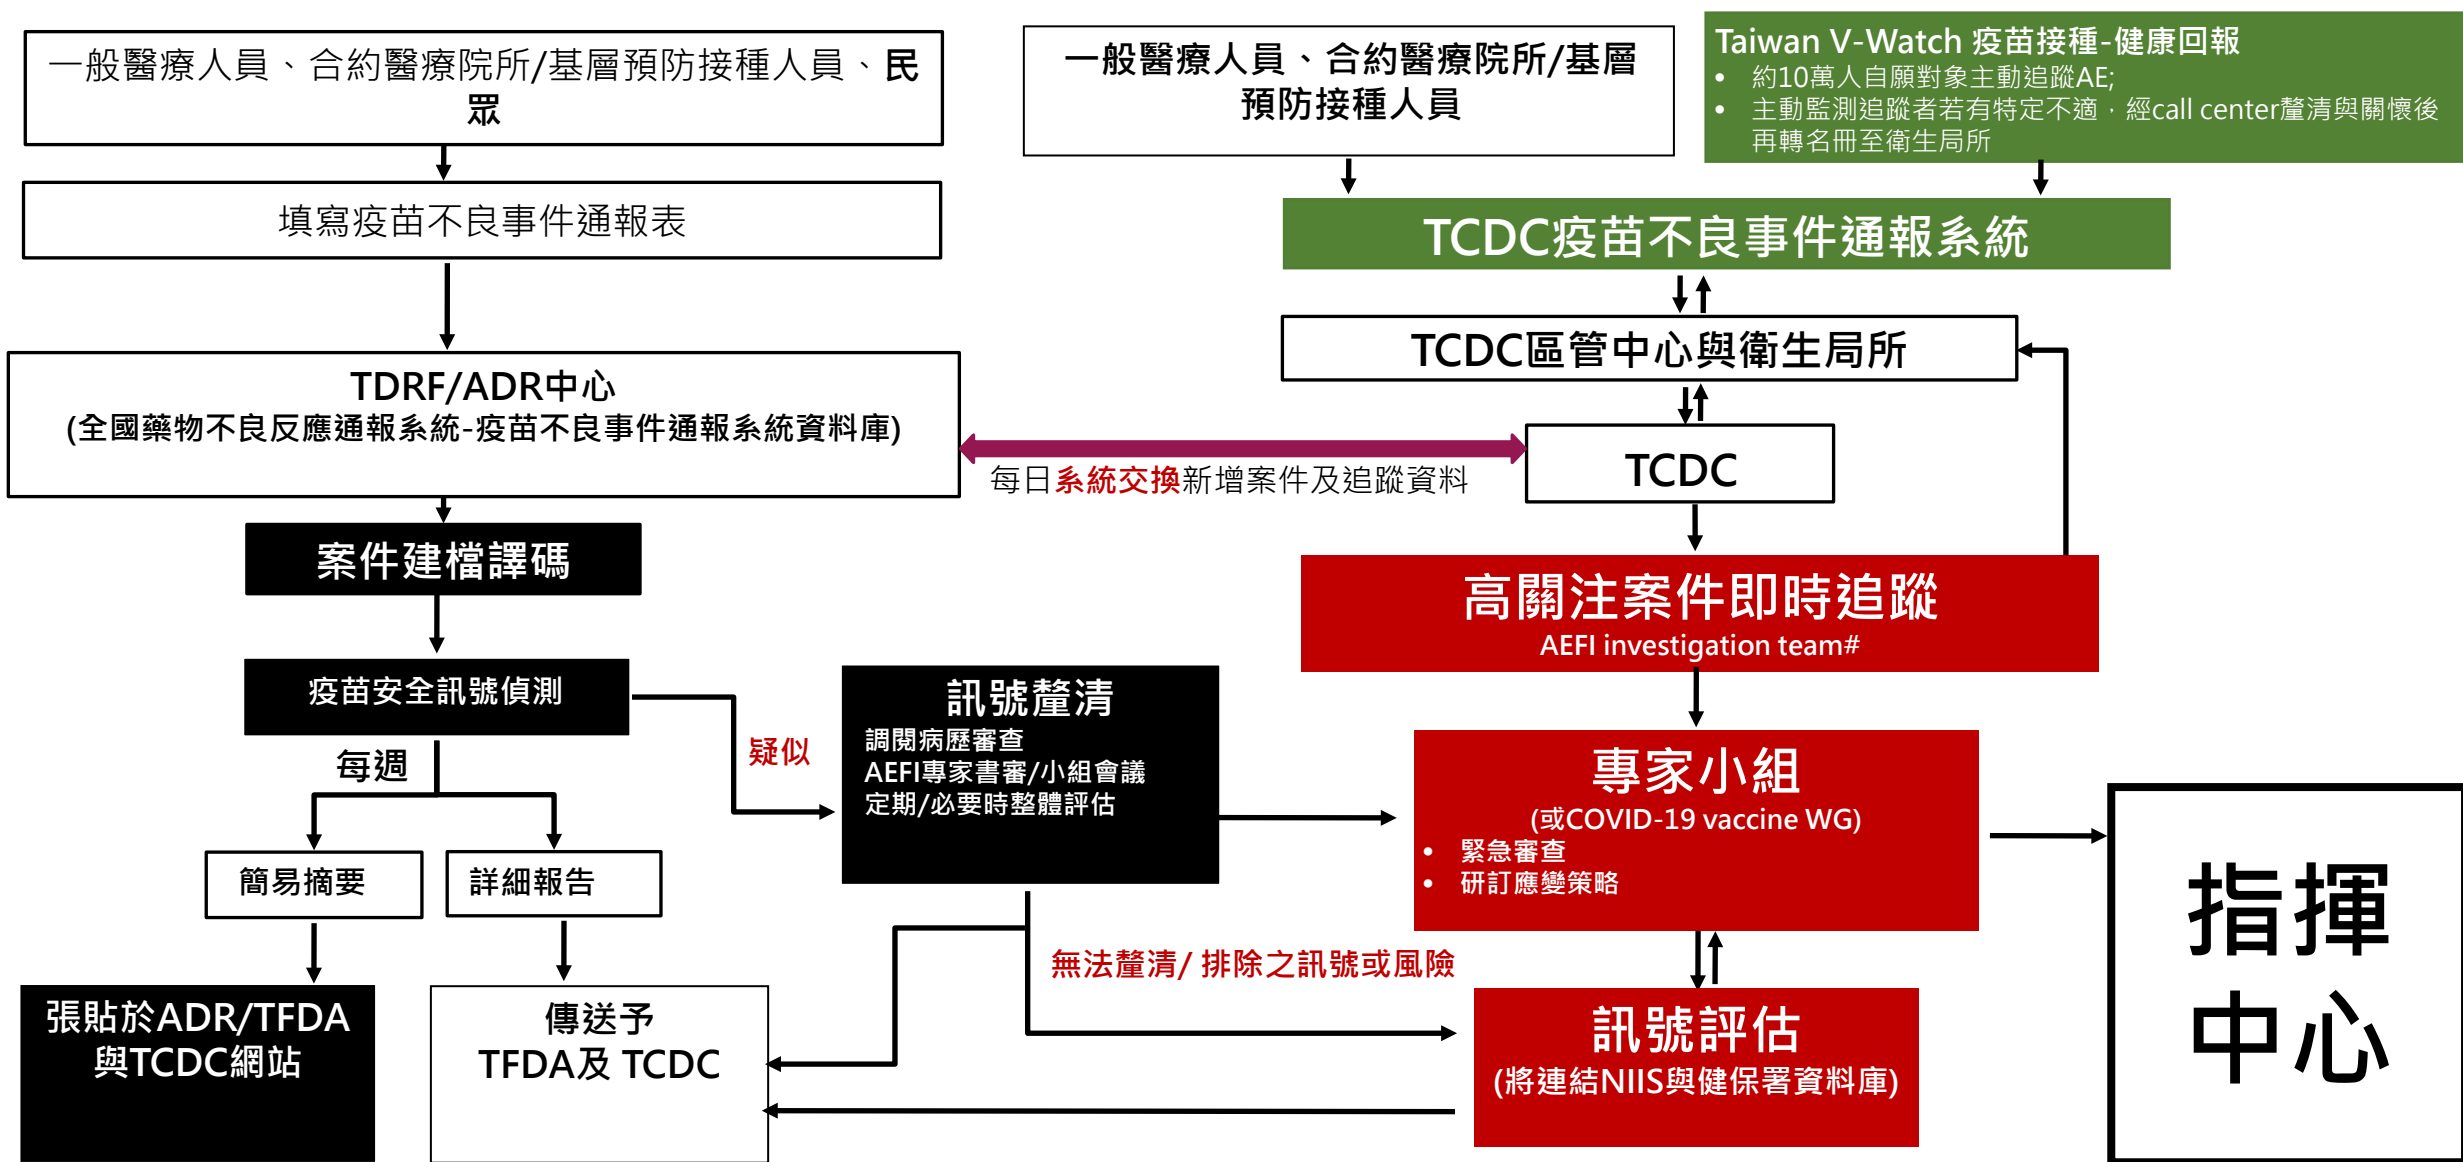 一般醫療人員、合約醫療院所/基層預防接種人員、民
眾
填寫疫苗不良事件通報表
TDRF/ADR中心
(全國藥物不良反應通報系統-疫苗不良事件通報系統資料庫)
案件建檔譯碼
疫苗安全訊號偵測
每週
簡易摘要
詳細報告
張貼於ADR/TFDA
與TCDC網站
傳送予
TFDA及 TCDC
疑似
訊號釐清
調閱病歷審查
AEFI專家書審/小組會議
定期/必要時整體評估
無法釐清/ 排除之訊號或風險
每日系統交換新增案件及追蹤資料
一般醫療人員、合約醫療院所/基層
預防接種人員
Taiwan V-Watch 疫苗接種-健康回報
• 約10萬人自願對象主動追蹤AE;
• 主動監測追蹤者若有特定不適，經call center釐清與關懷後
再轉名冊至衛生局所
TCDC疫苗不良事件通報系統
TCDC區管中心與衛生局所
TCDC
高關注案件即時追蹤
AEFI investigation team#
專家小組
(或COVID-19 vaccine WG)
• 緊急審查
• 研訂應變策略
訊號評估
(將連結NIIS與健保署資料庫)
指揮
中心